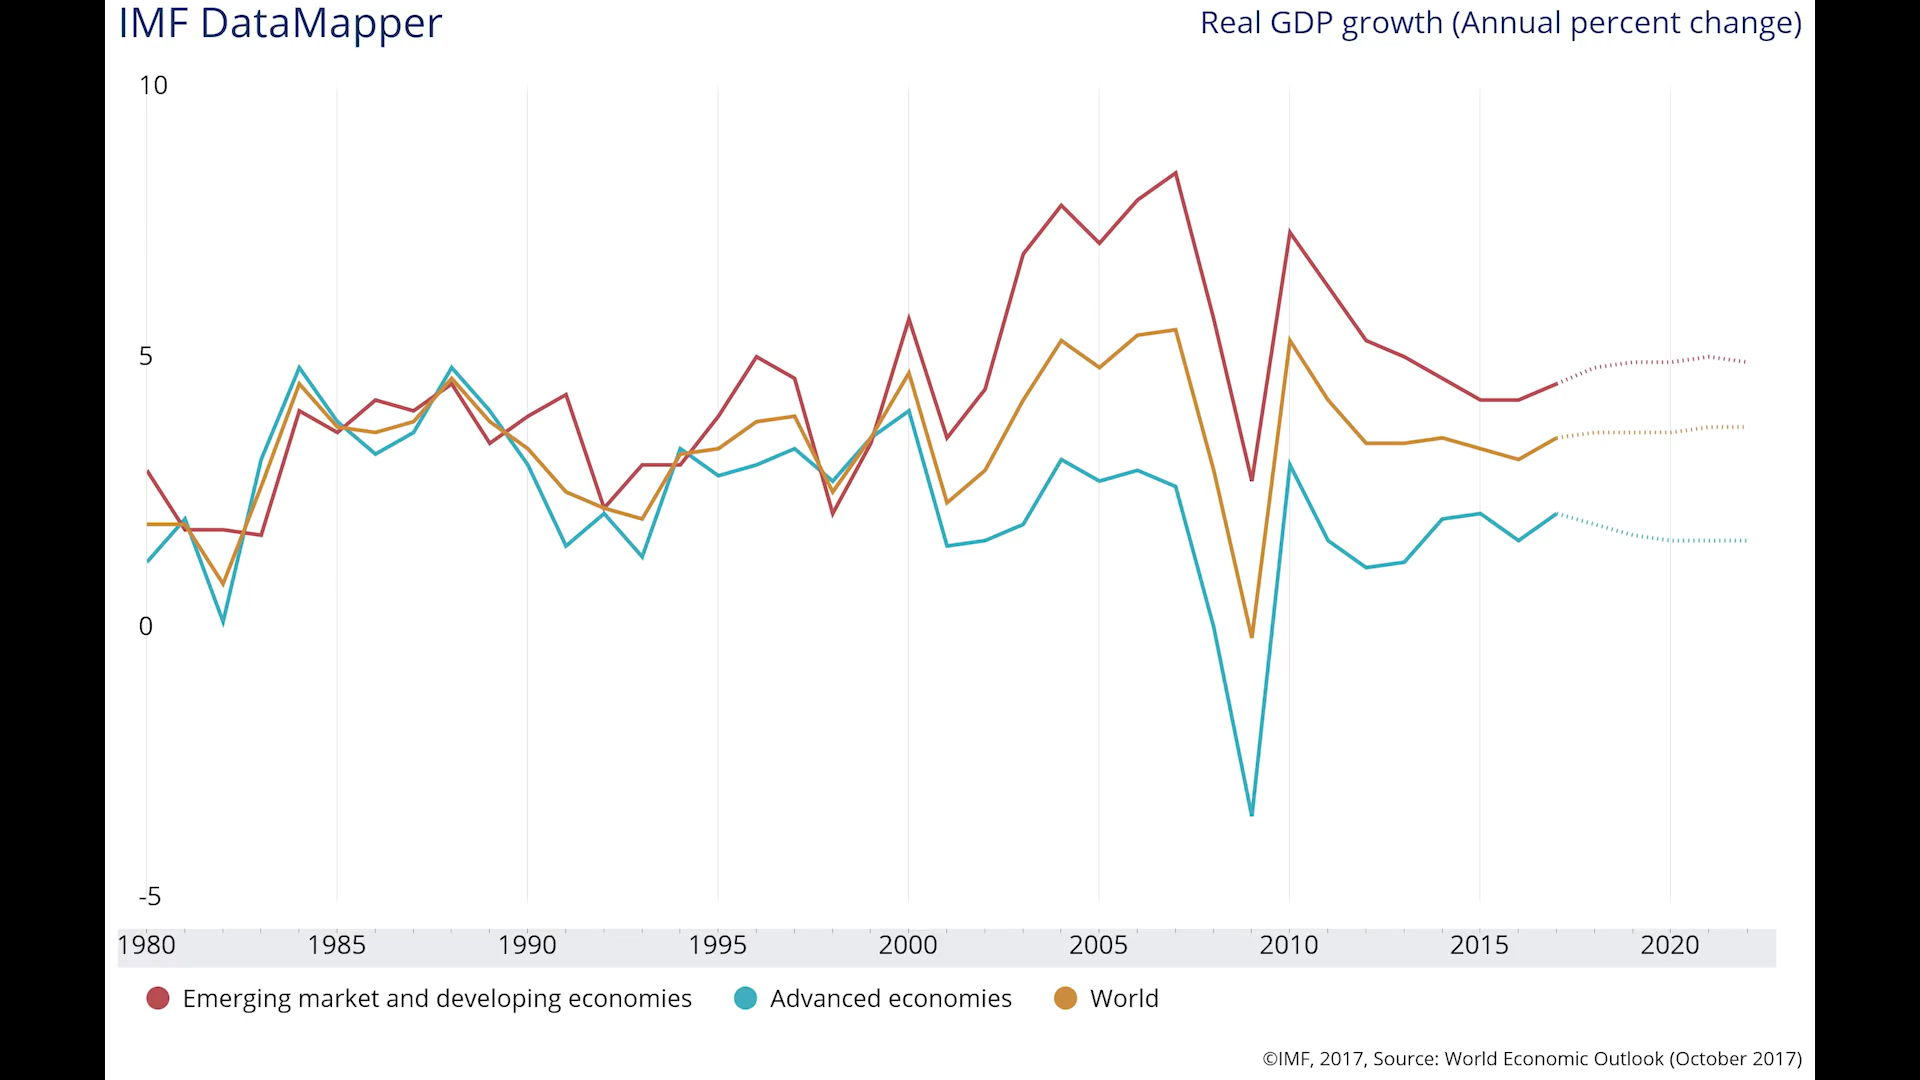 IMF DataMapper
Real GDP growth (Annual percent change)
10
5
0
-5
1980 1985 1990 1995 2000 2005 2010 2015 2020
Emerging market and developing economies Advanced economies World
©IMF, 2017, Source: World Economic Outlook (October 2017)